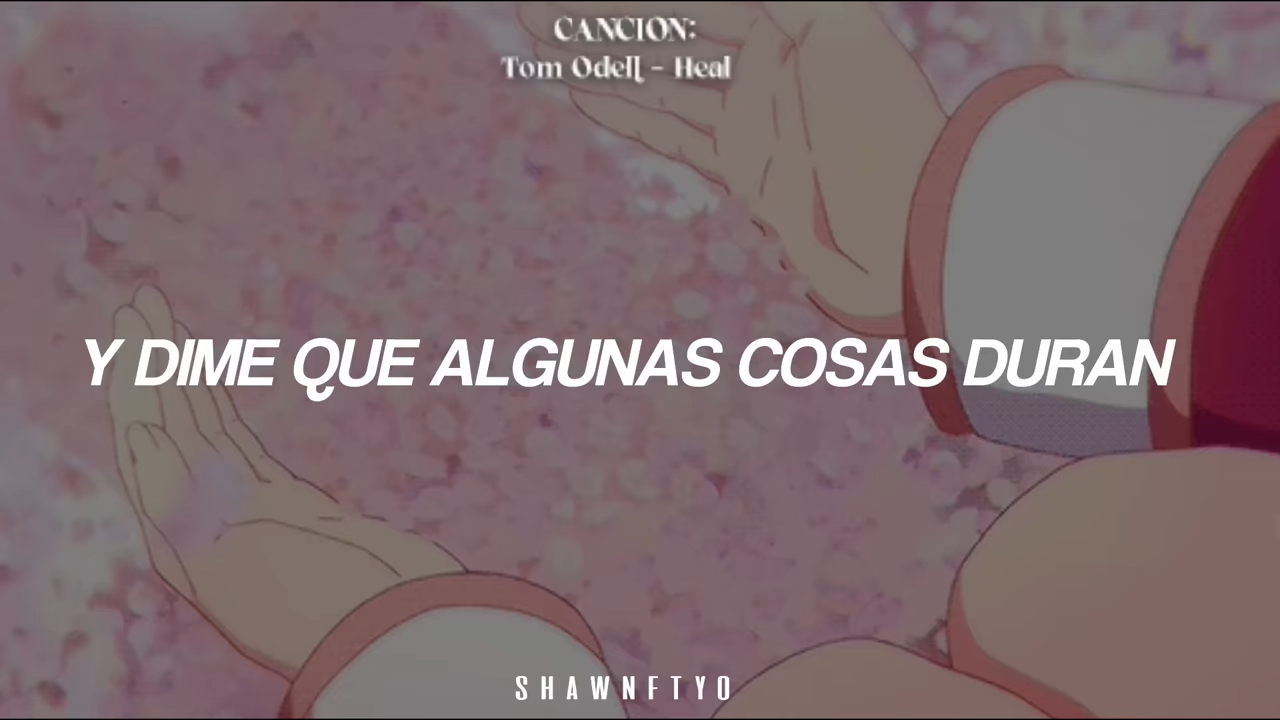 CANCION:
Tom Odell - Heal
Y DIME QUE ALGUNAS COSAS DURAN
SHAWNFTYO